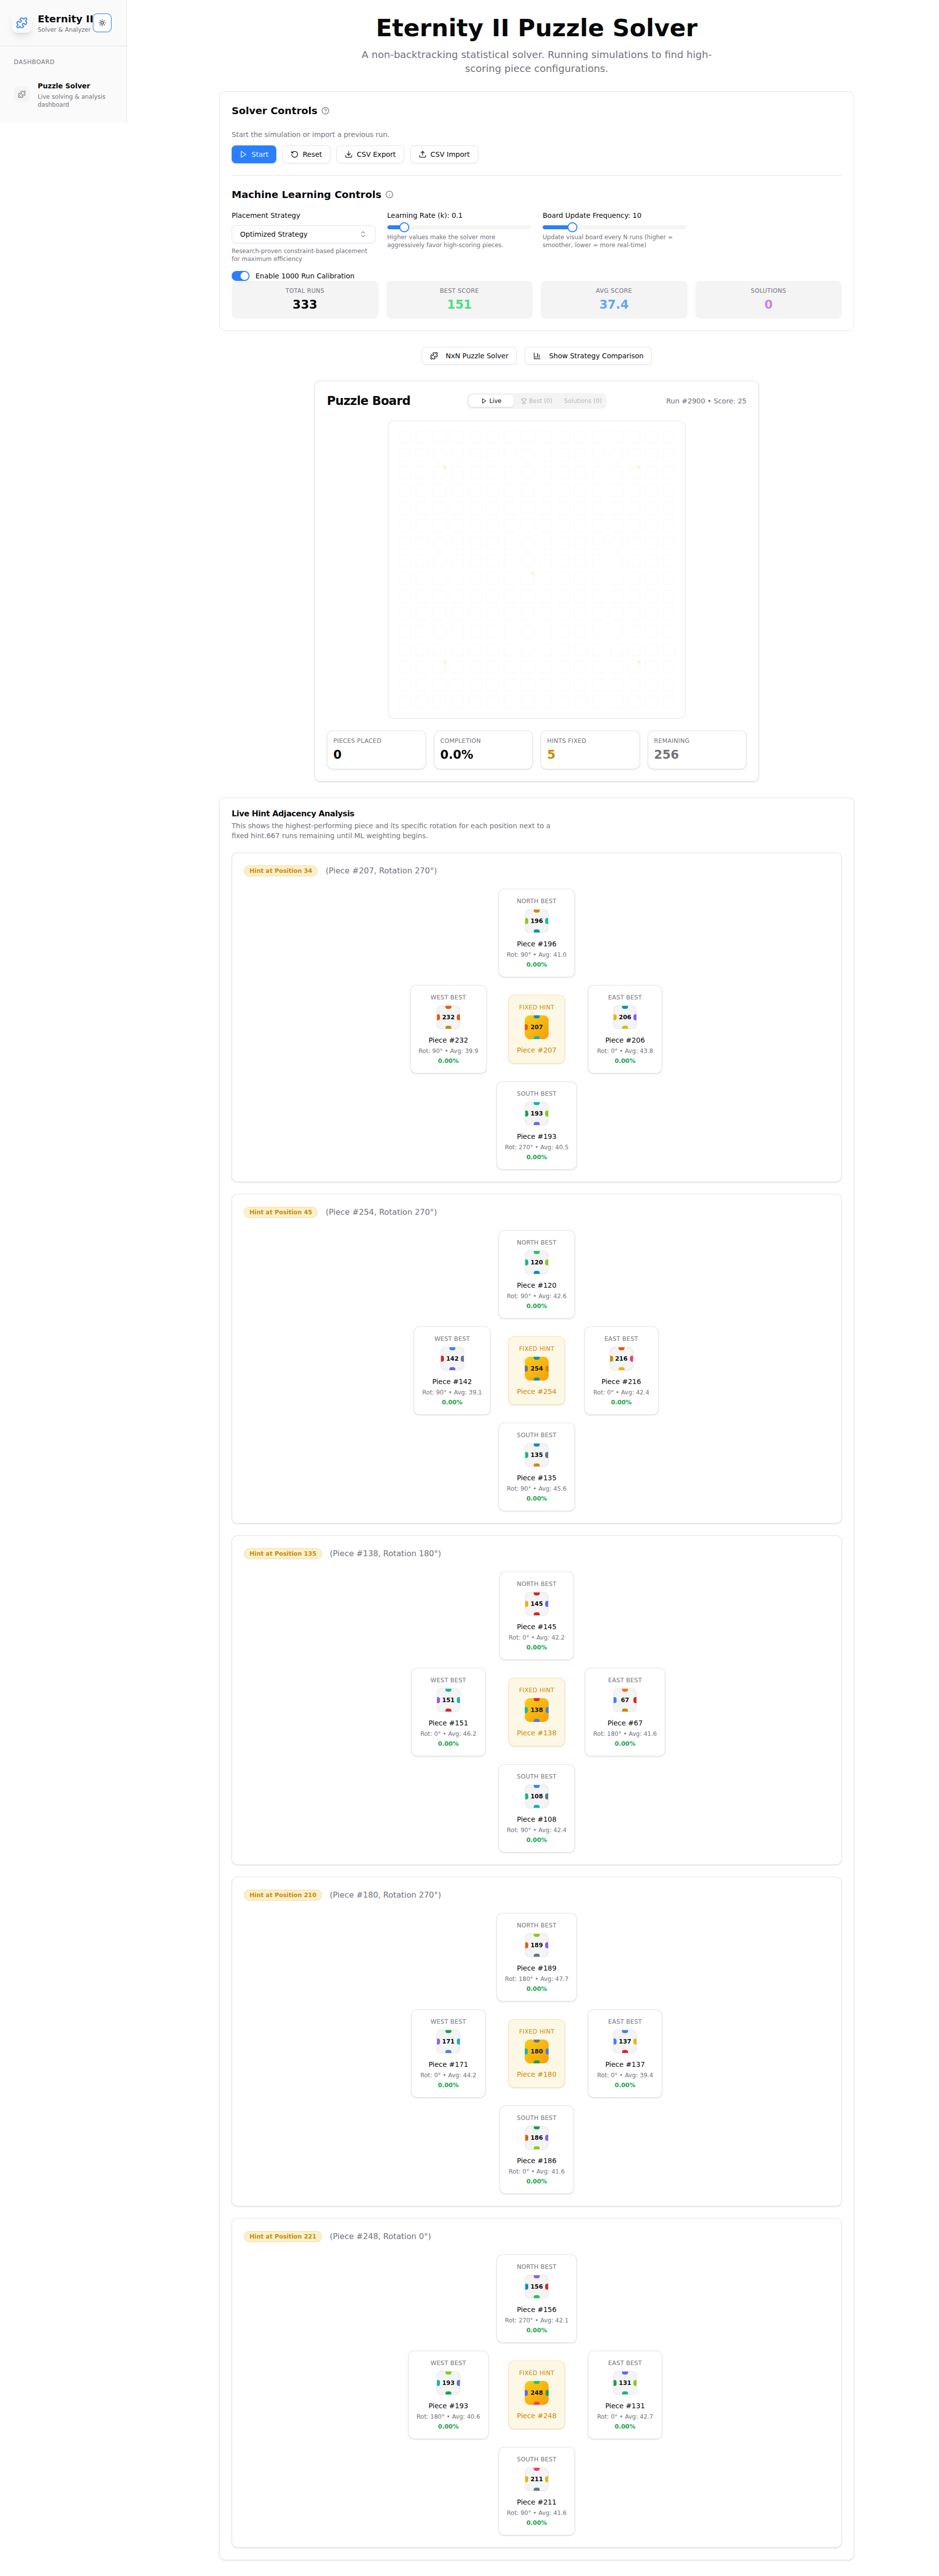 Eternity II
Solver & Analyzer
DASHBOARD
Puzzle Solver
Live solving & analysis
dashboard
Eternity II Puzzle Solver
A non-backtracking statistical solver. Running simulations to find high-
scoring piece configurations.
Solver Controls
Start the simulation or import a previous run.
Start
Reset
CSV Export
CSV Import
Machine Learning Controls
Placement Strategy
Optimized Strategy
Research-proven constraint-based placement
for maximum efficiency
Learning Rate (k): 0.1
Higher values make the solver more
aggressively favor high-scoring pieces.
Board Update Frequency: 10
Update visual board every N runs (higher =
smoother, lower = more real-time)
Enable 1000 Run Calibration
TOTAL RUNS
333
BEST SCORE
151
AVG SCORE
37.4
SOLUTIONS
0
NxN Puzzle Solver
Show Strategy Comparison
Puzzle Board
Live
Best (0)
Solutions (0)
Run #2900 • Score: 25
PIECES PLACED
0
COMPLETION
0.0%
HINTS FIXED
5
REMAINING
256
Live Hint Adjacency Analysis
This shows the highest-performing piece and its specific rotation for each position next to a
fixed hint.667 runs remaining until ML weighting begins.
Hint at Position 34
(Piece #207, Rotation 270°)
NORTH BEST
196
Piece #196
Rot: 90° • Avg: 41.0
0.00%
WEST BEST
232
Piece #232
Rot: 90° • Avg: 39.9
0.00%
FIXED HINT
207
Piece #207
EAST BEST
206
Piece #206
Rot: 0° • Avg: 43.8
0.00%
SOUTH BEST
193
Piece #193
Rot: 270° • Avg: 40.5
0.00%
Hint at Position 45
(Piece #254, Rotation 270°)
NORTH BEST
120
Piece #120
Rot: 90° • Avg: 42.6
0.00%
WEST BEST
142
Piece #142
Rot: 90° • Avg: 39.1
0.00%
FIXED HINT
254
Piece #254
EAST BEST
216
Piece #216
Rot: 0° • Avg: 42.4
0.00%
SOUTH BEST
135
Piece #135
Rot: 90° • Avg: 45.6
0.00%
Hint at Position 135
(Piece #138, Rotation 180°)
NORTH BEST
145
Piece #145
Rot: 0° • Avg: 42.2
0.00%
WEST BEST
151
Piece #151
Rot: 0° • Avg: 46.2
0.00%
FIXED HINT
138
Piece #138
EAST BEST
67
Piece #67
Rot: 180° • Avg: 41.6
0.00%
SOUTH BEST
108
Piece #108
Rot: 90° • Avg: 42.4
0.00%
Hint at Position 210
(Piece #180, Rotation 270°)
NORTH BEST
189
Piece #189
Rot: 180° • Avg: 47.7
0.00%
WEST BEST
171
Piece #171
Rot: 0° • Avg: 44.2
0.00%
FIXED HINT
180
Piece #180
EAST BEST
137
Piece #137
Rot: 0° • Avg: 39.4
0.00%
SOUTH BEST
186
Piece #186
Rot: 0° • Avg: 41.6
0.00%
Hint at Position 221
(Piece #248, Rotation 0°)
NORTH BEST
156
Piece #156
Rot: 270° • Avg: 42.1
0.00%
WEST BEST
193
Piece #193
Rot: 180° • Avg: 40.6
0.00%
FIXED HINT
248
Piece #248
EAST BEST
131
Piece #131
Rot: 0° • Avg: 42.7
0.00%
SOUTH BEST
211
Piece #211
Rot: 90° • Avg: 41.6
0.00%